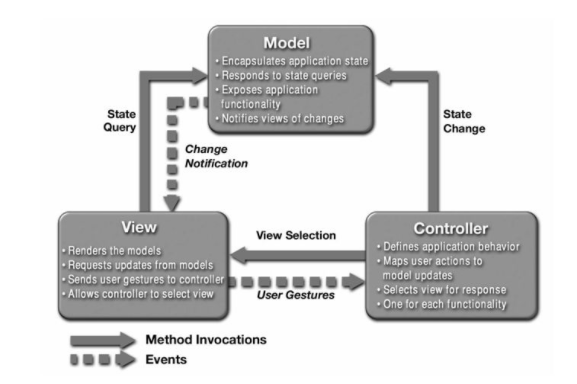 Model
• Encapsulates application state
• Responds to state queries
• Exposes application
functionality
• Notifies views of changes
State
Query
Change
Notification
State
Change
View
• Renders the models
• Requests updates from models
• Sends user gestures to controller
• Allows controller to select view
View Selection
User Gestures
Controller
• Defines application behavior
• Maps user actions to
model updates
• Selects view for response
• One for each functionality
Method Invocations
Events